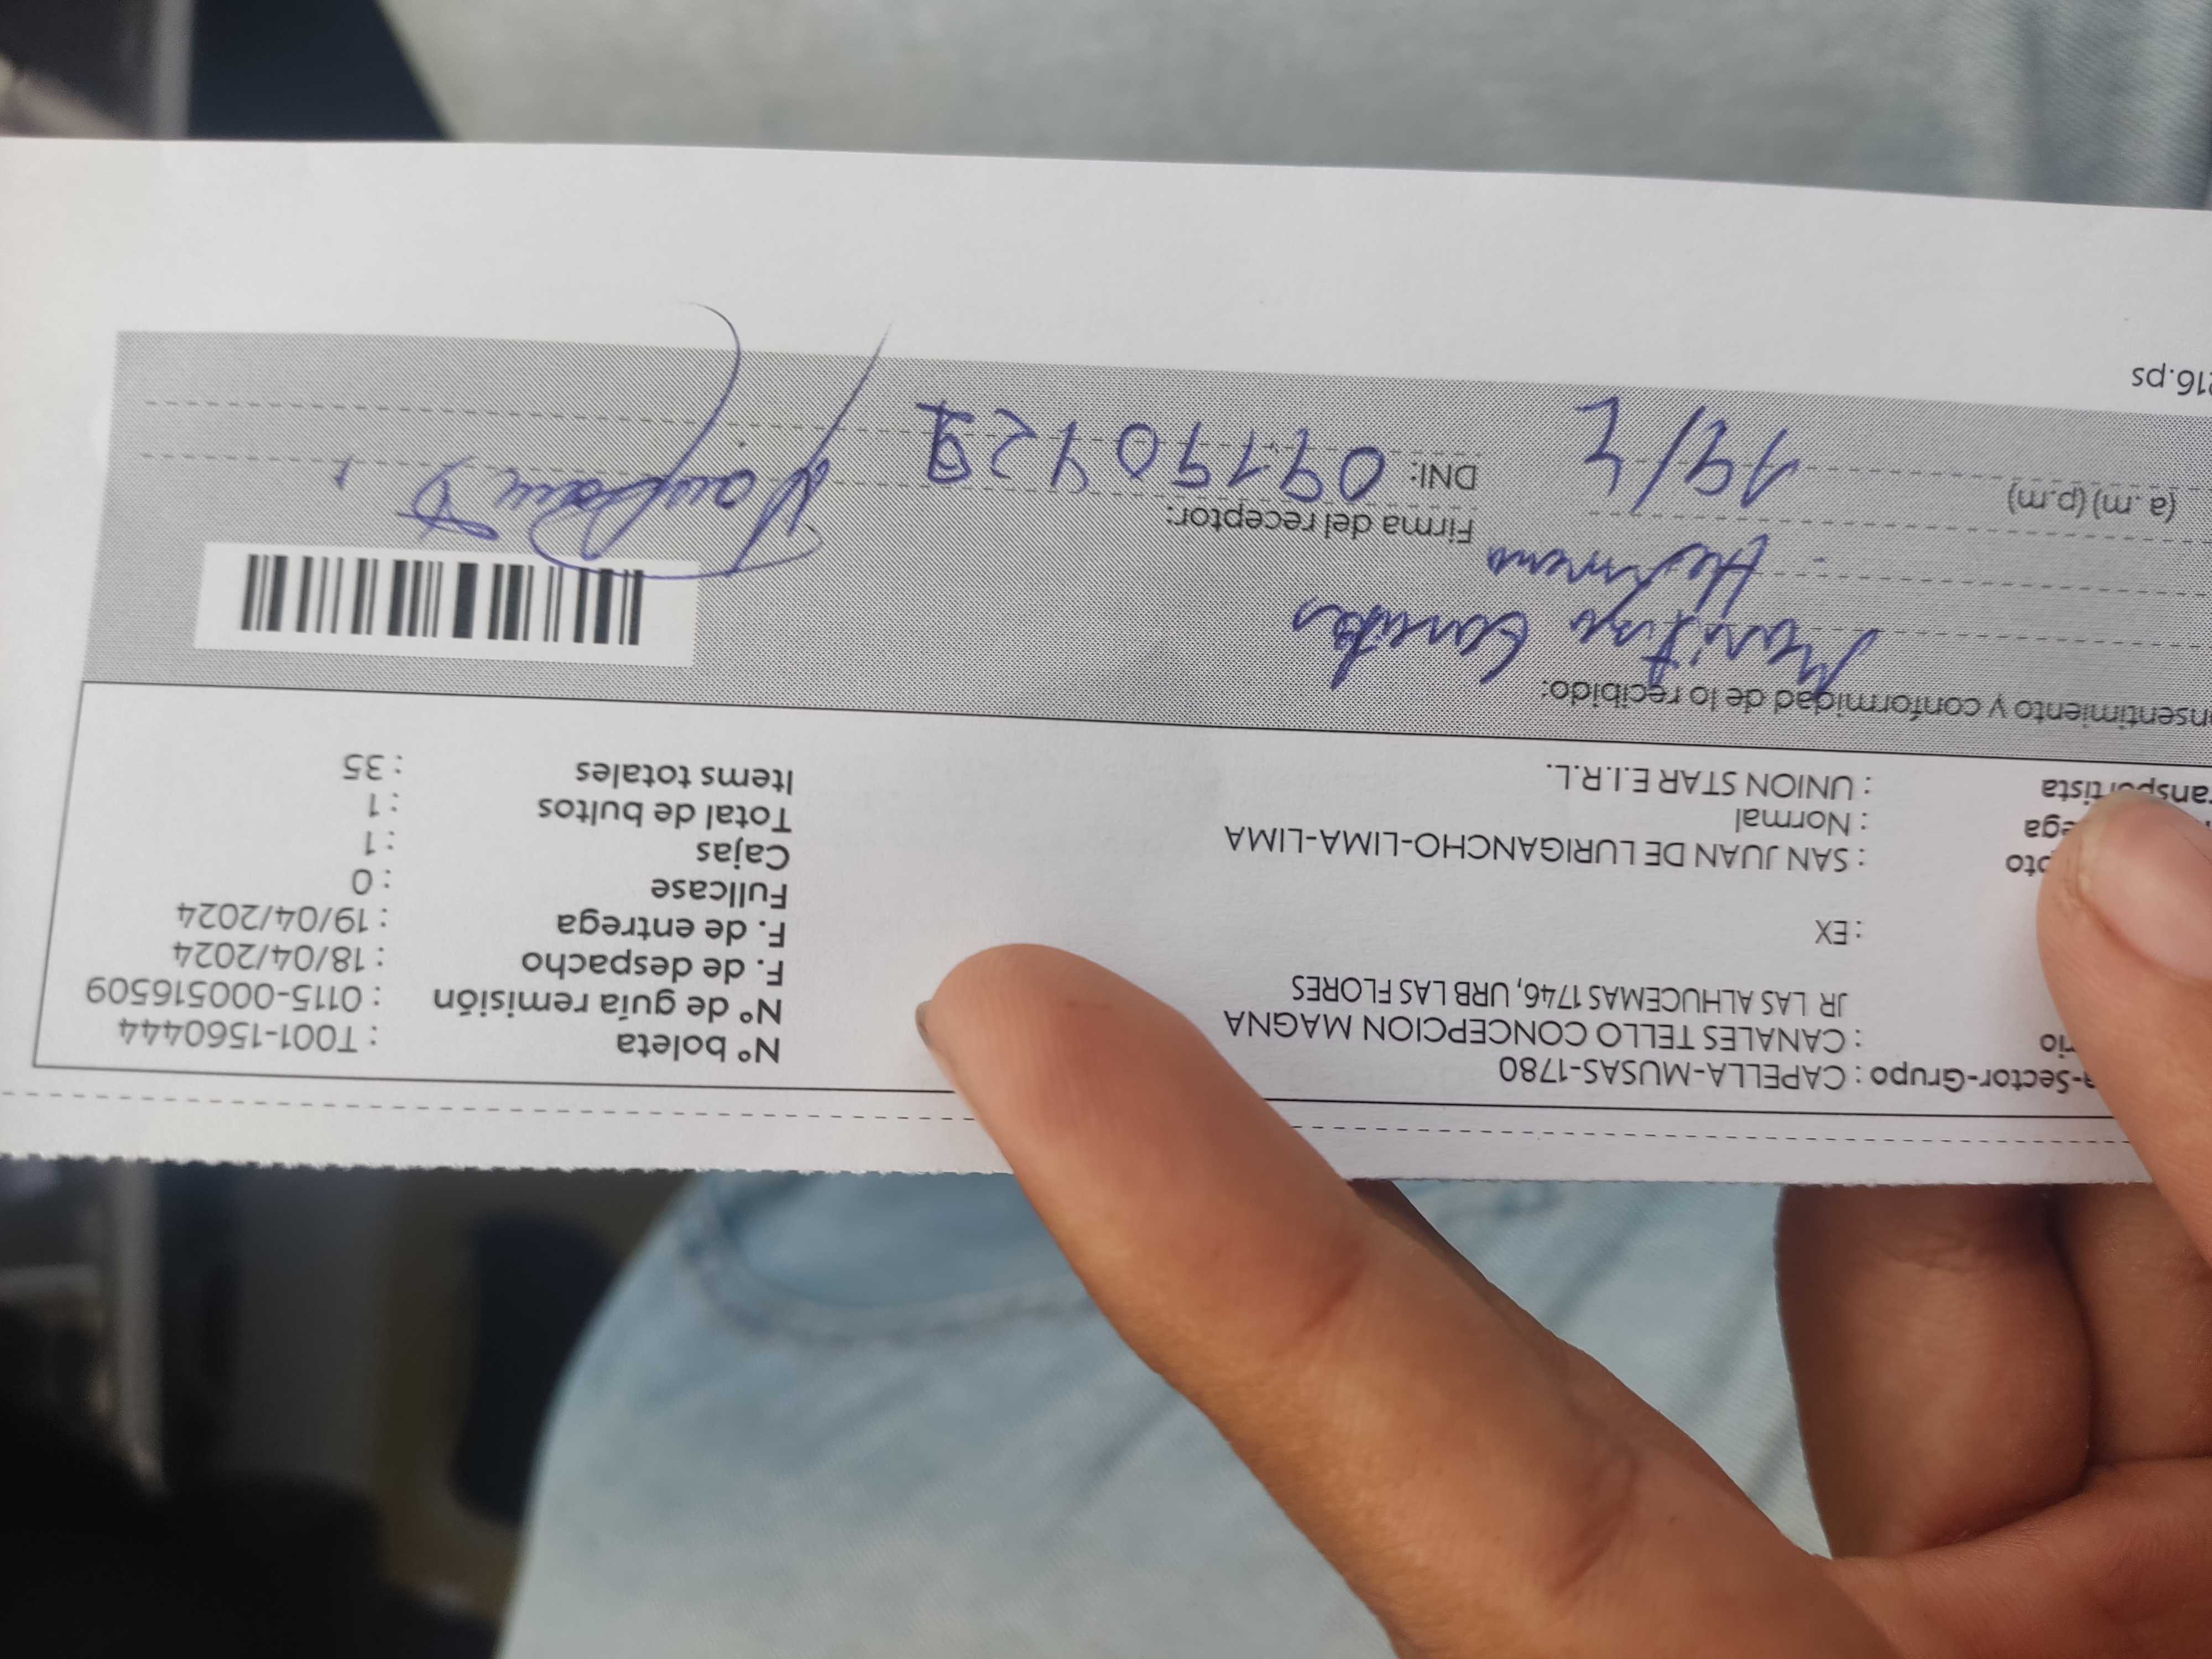 -Sector-Grupo : CAPELLA-MUSAS-1780
rio : CANALES TELLO CONCEPCION MAGNA
JR LAS ALHUCEMAS 1746, URB LAS FLORES
: EX
pto : SAN JUAN DE LURIGANCHO-LIMA-LIMA
ega : Normal
ansportista : UNION STAR E.I.R.L.
N° boleta : T001-1560444
N° de guía remisión : 0115-000516509
F. de despacho : 18/04/2024
F. de entrega : 19/04/2024
Fullcase : 0
Cajas : 1
Total de bultos : 1
Items totales : 35
nsentimiento y conformidad de lo recibido:
Maritza Canales
Hermana
(a.m) (p.m)
19/4
Firma del receptor:
DNI:
216.ps